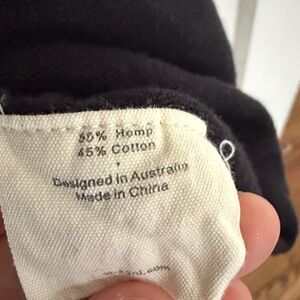 55% Hemp
45% Cotton
Designed in Australia
Made in China